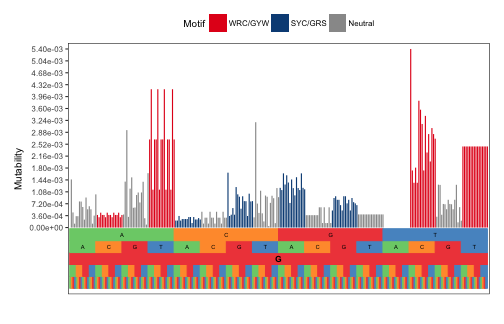 Motif WRC/GYW SYC/GRS Neutral
5.40e-03
5.04e-03
4.68e-03
4.32e-03
3.96e-03
3.60e-03
3.24e-03
2.88e-03
2.52e-03
2.16e-03
1.80e-03
1.44e-03
1.08e-03
7.20e-04
3.60e-04
0.00e+00
Mutability
A C G T
A C G T A C G T A C G T A C G T
G